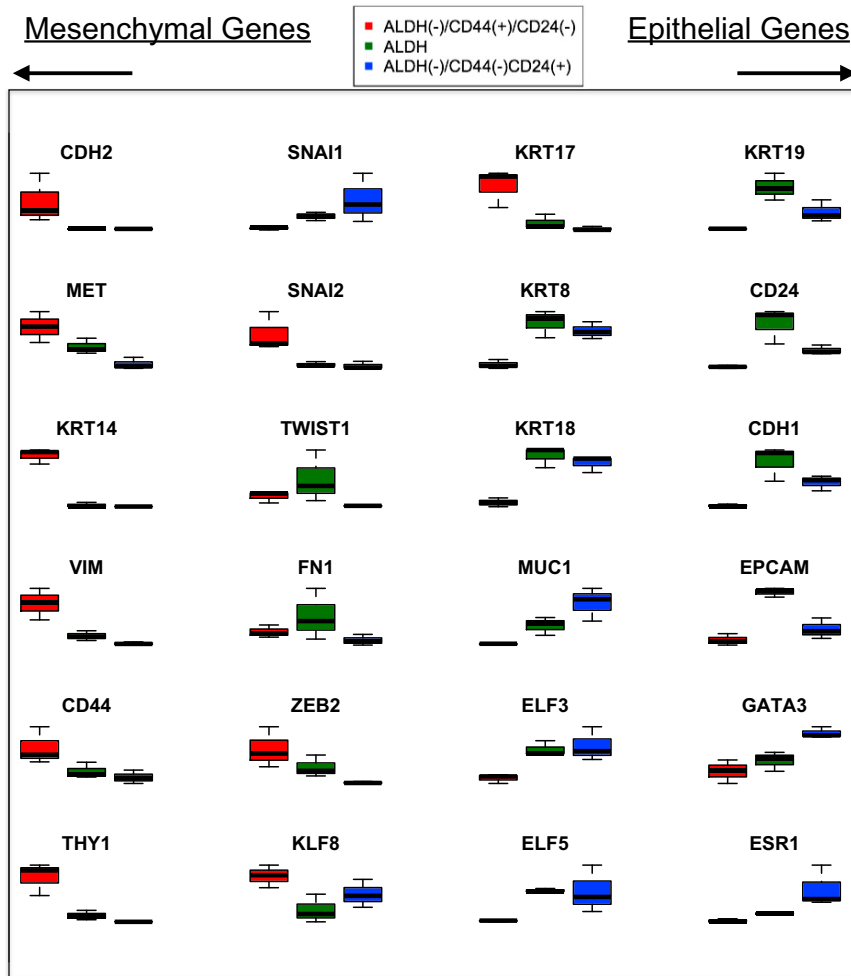 Mesenchymal Genes
ALDH(-)/CD44(+)/CD24(-)
ALDH
ALDH(-)/CD44(-)CD24(+)
Epithelial Genes
CDH2 SNAI1 KRT17 KRT19
MET SNAI2 KRT8 CD24
KRT14 TWIST1 KRT18 CDH1
VIM FN1 MUC1 EPCAM
CD44 ZEB2 ELF3 GATA3
THY1 KLF8 ELF5 ESR1